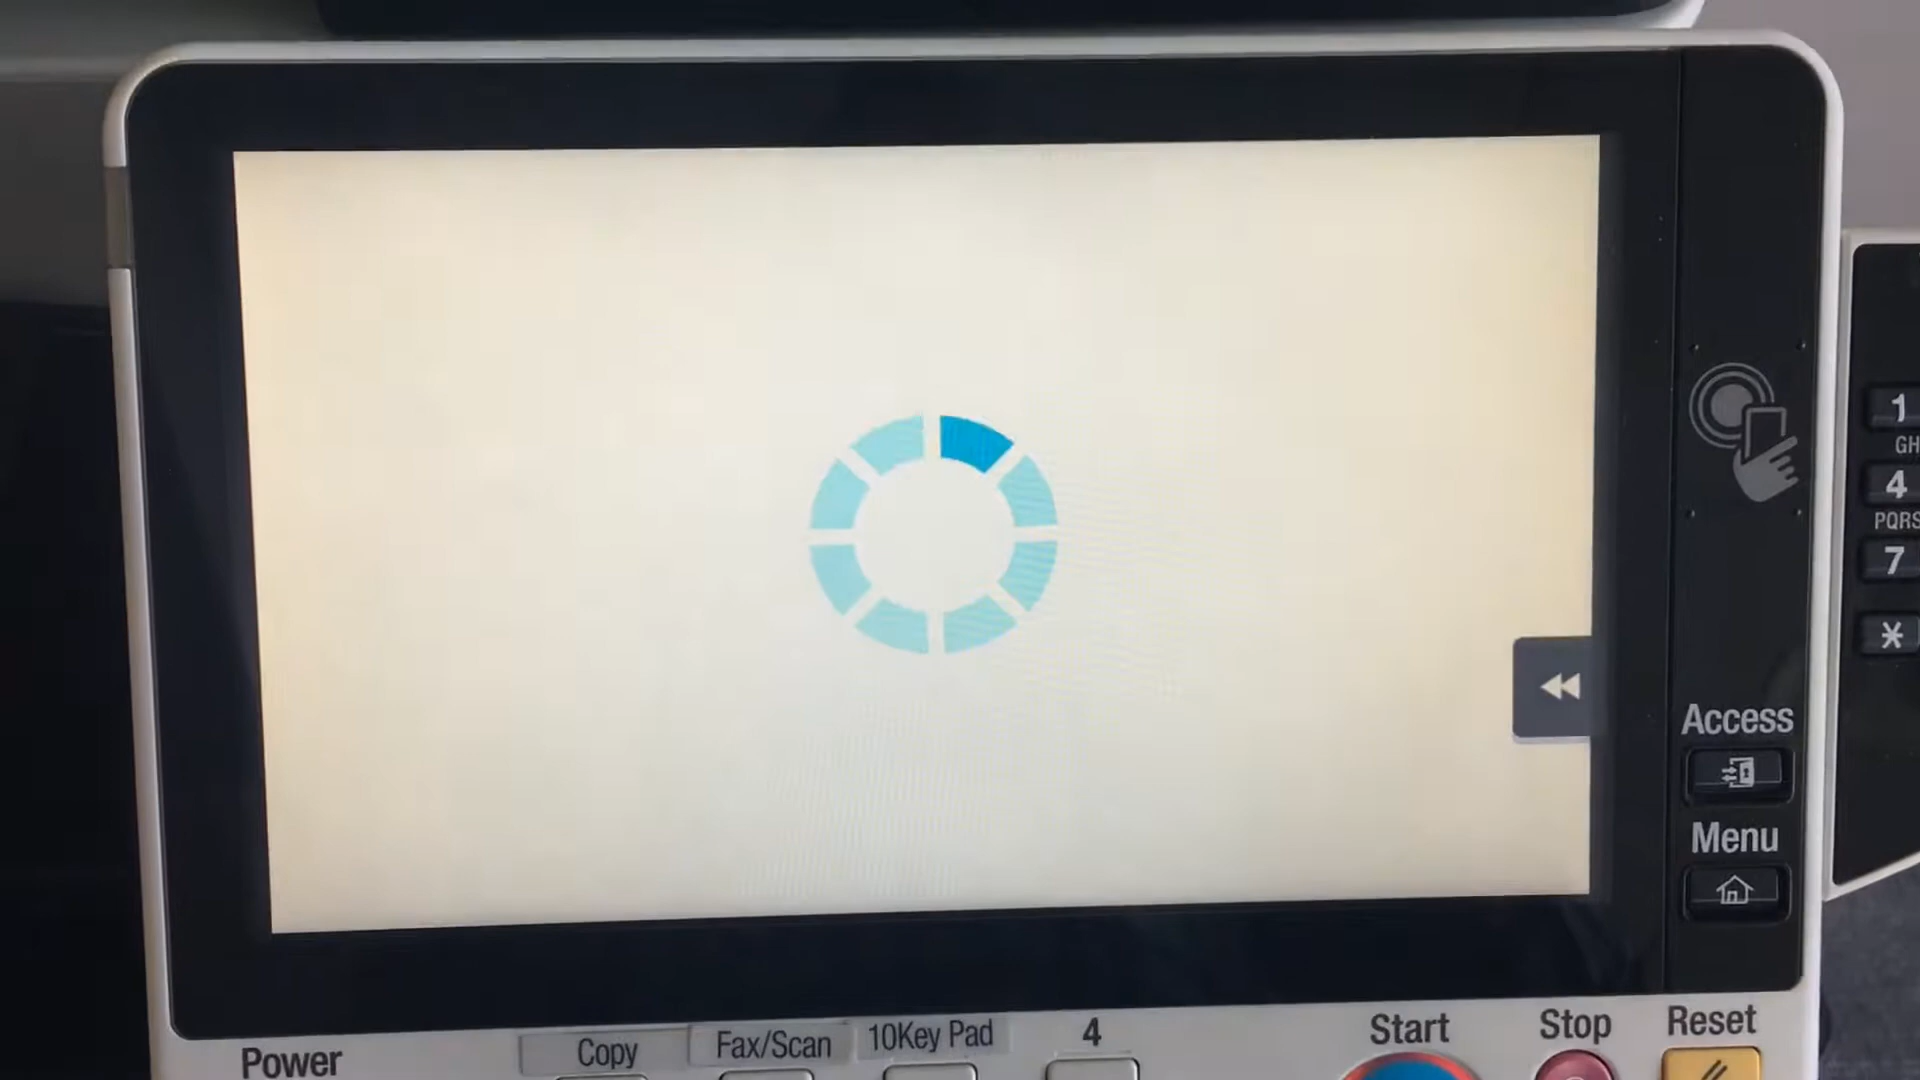 1
GH
4
PQRS
7
*
Access
Menu
Power
Copy
Fax/Scan
10Key Pad
4
Start
Stop
Reset